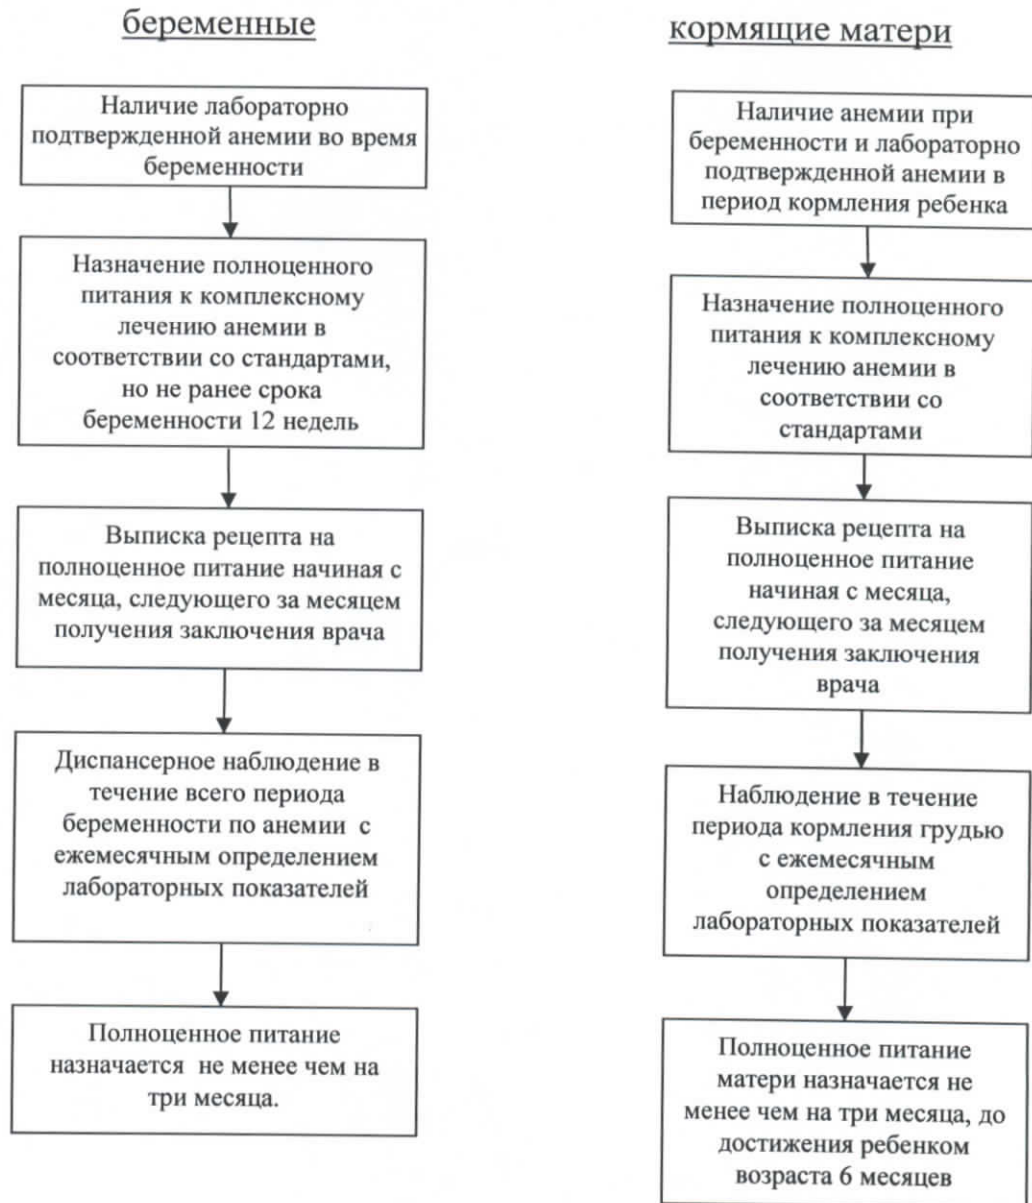 беременные
Наличие лабораторно
подтвержденной анемии во время
беременности
Назначение полноценного
питания к комплексному
лечению анемии в
соответствии со стандартами,
но не ранее срока
беременности 12 недель
Выписка рецепта на
полноценное питание начиная с
месяца, следующего за месяцем
получения заключения врача
Диспансерное наблюдение в
течение всего периода
беременности по анемии с
ежемесячным определением
лабораторных показателей
Полноценное питание
назначается не менее чем на
три месяца.
кормящие матери
Наличие анемии при
беременности и лабораторно
подтвержденной анемии в
период кормления ребенка
Назначение полноценного
питания к комплексному
лечению анемии в
соответствии со
стандартами
Выписка рецепта на
полноценное питание
начиная с месяца,
следующего за месяцем
получения заключения
врача
Наблюдение в течение
периода кормления грудью
с ежемесячным
определением
лабораторных показателей
Полноценное питание
матери назначается не
менее чем на три месяца, до
достижения ребенком
возраста 6 месяцев